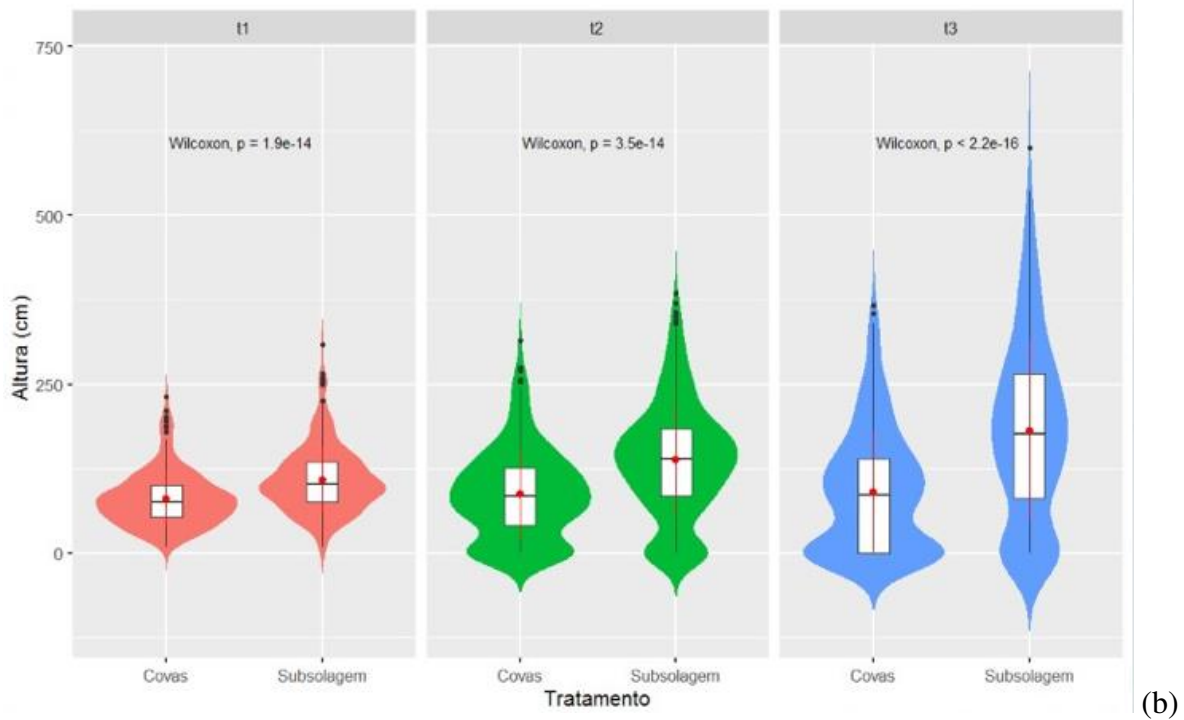 t1 t2 t3
750
Wilcoxon, p = 1.9e-14 Wilcoxon, p = 3.5e-14 Wilcoxon, p < 2.2e-16
500
Altura (cm)
250
0
Covas Subsolagem Covas Subsolagem Covas Subsolagem
Tratamento
(b)